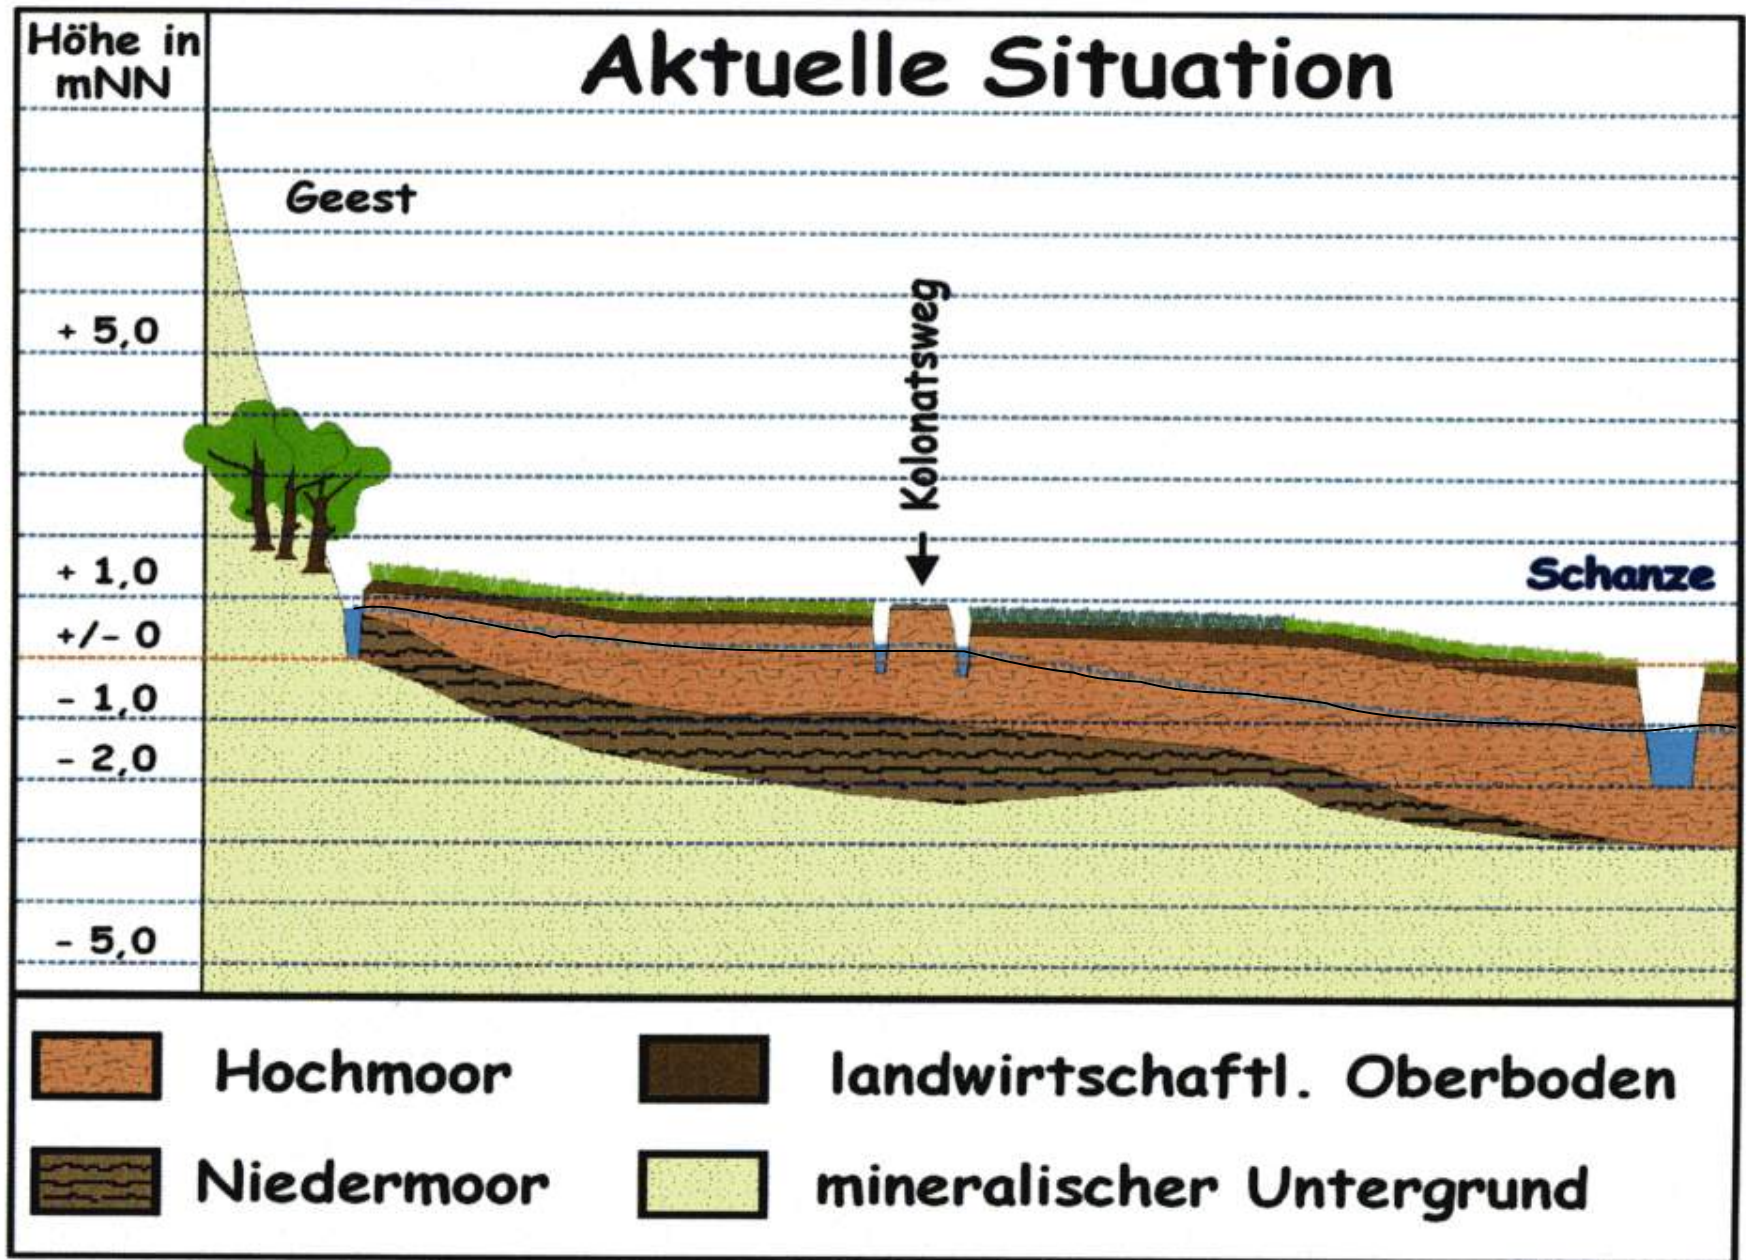 Höhe in
mNN
Aktuelle Situation
Geest
+ 5,0
Kolonatsweg
+ 1,0
Schanze
+/- 0
- 1,0
- 2,0
- 5,0
Hochmoor
landwirtschaftl. Oberboden
Niedermoor
mineralischer Untergrund